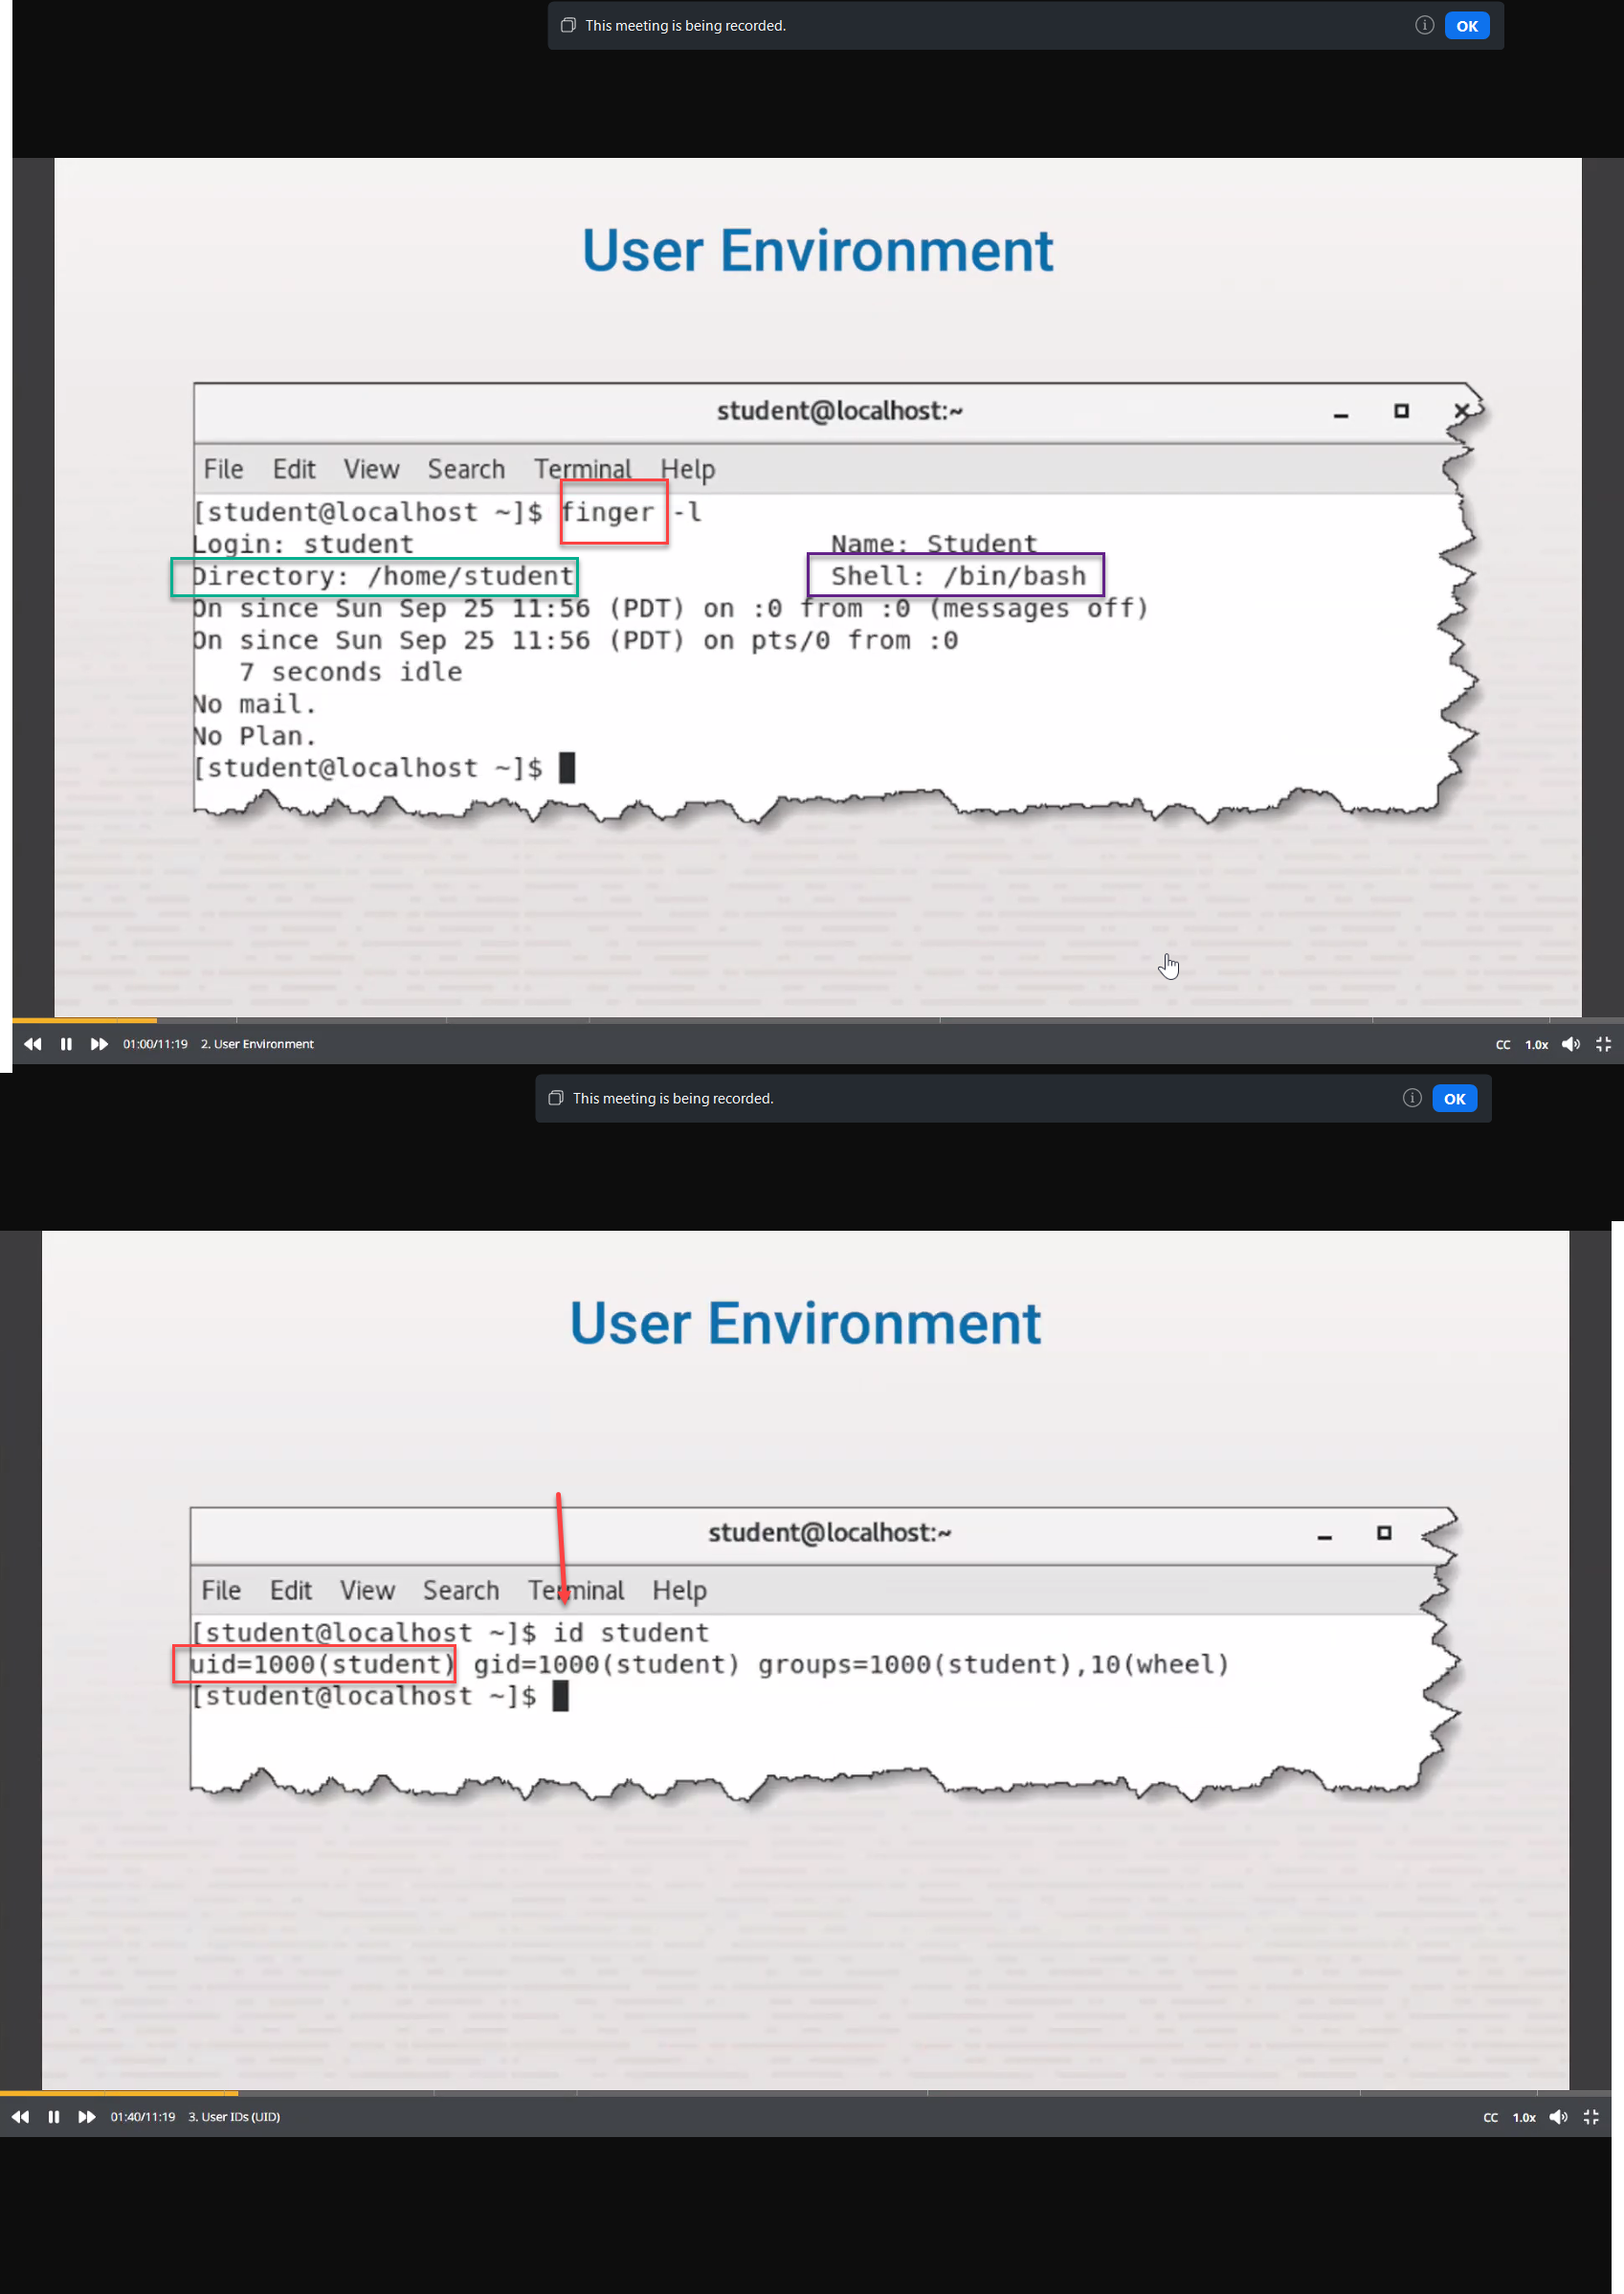 This meeting is being recorded.
OK
User Environment
student@localhost:~
File Edit View Search Terminal Help
[student@localhost ~]$ finger -l
Login: student Name: Student
Directory: /home/student Shell: /bin/bash
On since Sun Sep 25 11:56 (PDT) on :0 from :0 (messages off)
On since Sun Sep 25 11:56 (PDT) on pts/0 from :0
7 seconds idle
No mail.
No Plan.
[student@localhost ~]$
01:00/11:19 2. User Environment CC 1.0x
This meeting is being recorded.
OK
User Environment
student@localhost:~
File Edit View Search Terminal Help
[student@localhost ~]$ id student
uid=1000(student) gid=1000(student) groups=1000(student),10(wheel)
[student@localhost ~]$
01:40/11:19 3. User IDs (UID) CC 1.0x